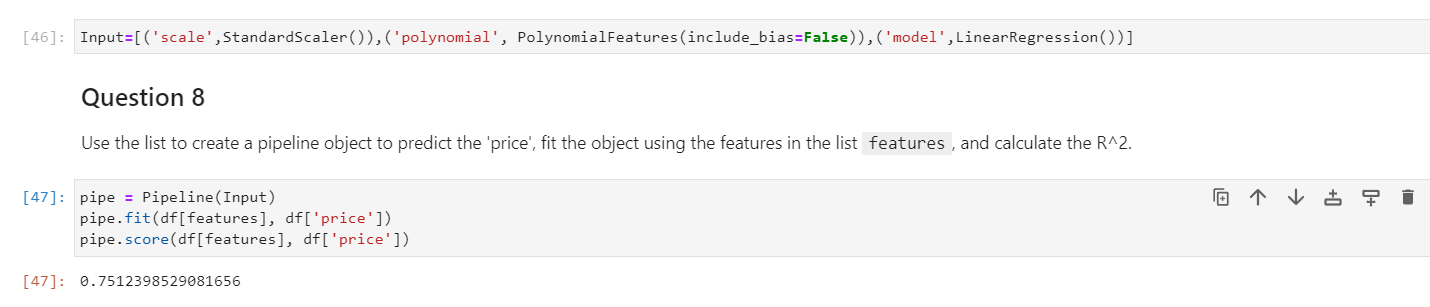 [46]: Input=[('scale',StandardScaler()),('polynomial', PolynomialFeatures(include_bias=False)),('model',LinearRegression())]
Question 8
Use the list to create a pipeline object to predict the 'price', fit the object using the features in the list features , and calculate the R^2.
[47]: pipe = Pipeline(Input)
pipe.fit(df[features], df['price'])
pipe.score(df[features], df['price'])
[47]: 0.7512398529081656